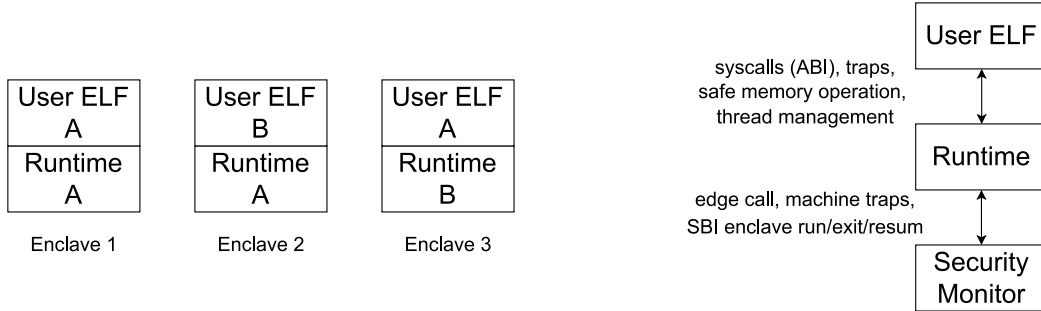 User ELF
A
Runtime
A
Enclave 1
User ELF
B
Runtime
A
Enclave 2
User ELF
A
Runtime
B
Enclave 3
User ELF
syscalls (ABI), traps,
safe memory operation,
thread management
Runtime
edge call, machine traps,
SBI enclave run/exit/resum
Security
Monitor